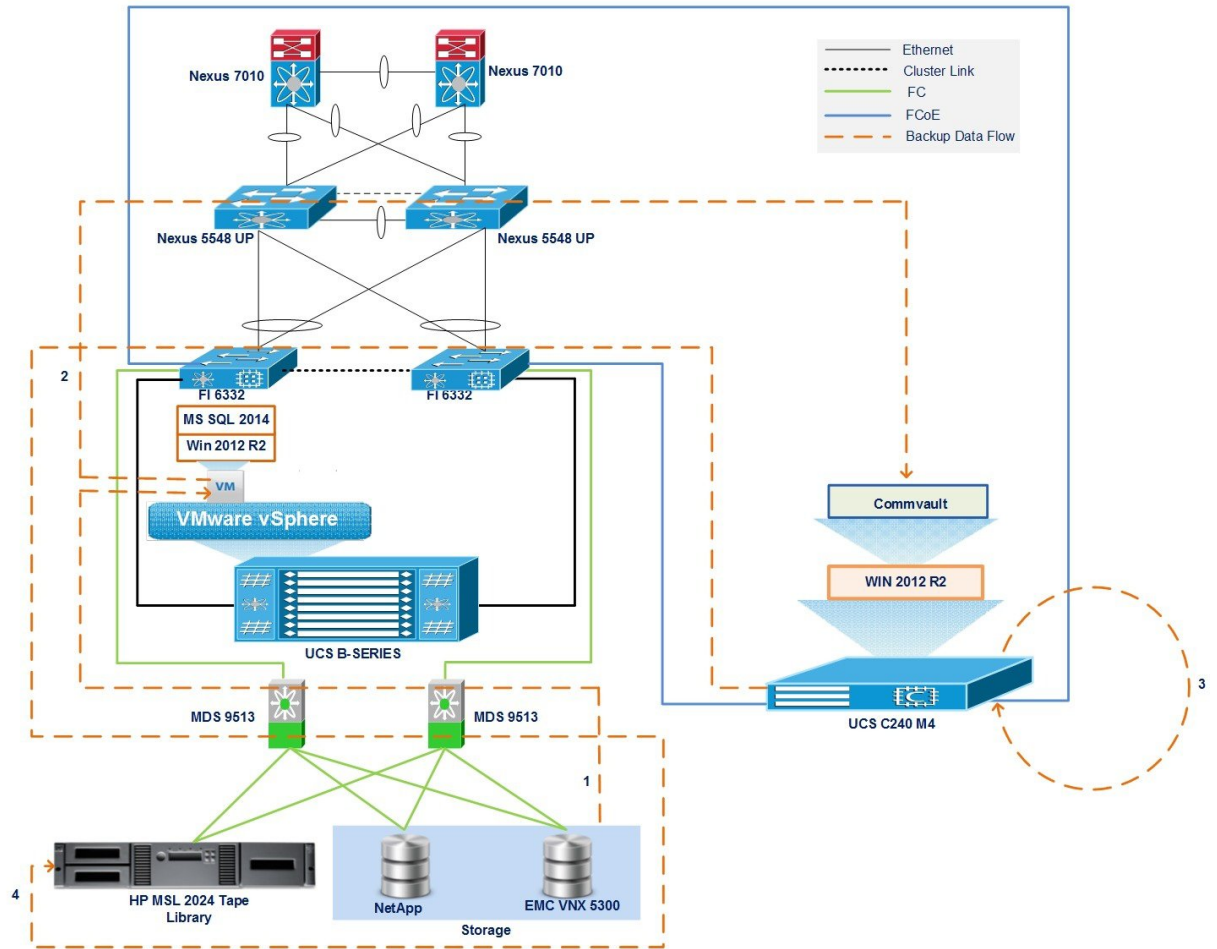 Nexus 7010
Nexus 7010
Ethernet
Cluster Link
FC
FCoE
Backup Data Flow
Nexus 5548 UP
Nexus 5548 UP
2
FI 6332
FI 6332
MS SQL 2014
Win 2012 R2
VM
VMware vSphere
Commvault
WIN 2012 R2
UCS B-SERIES
3
MDS 9513
MDS 9513
UCS C240 M4
1
4
HP MSL 2024 Tape
Library
NetApp
EMC VNX 5300
Storage